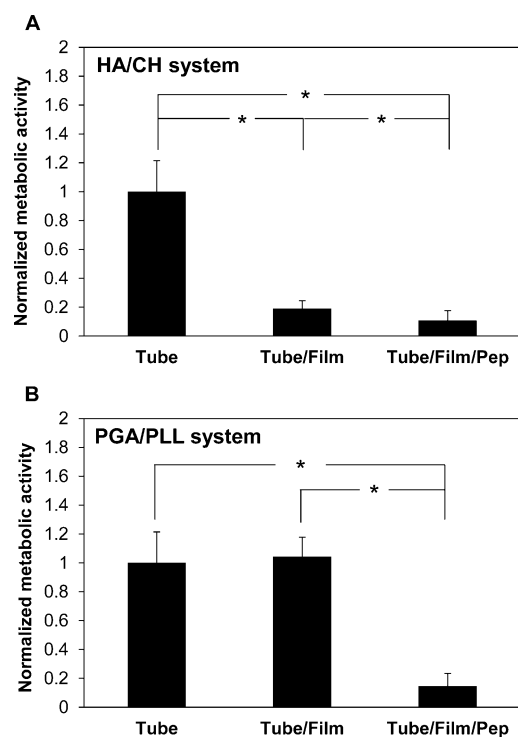 A
HA/CH system
Normalized metabolic activity
2
1.8
1.6
1.4
1.2
1
0.8
0.6
0.4
0.2
0
*
*
*
Tube
Tube/Film
Tube/Film/Pep
B
PGA/PLL system
Normalized metabolic activity
2
1.8
1.6
1.4
1.2
1
0.8
0.6
0.4
0.2
0
*
*
Tube
Tube/Film
Tube/Film/Pep